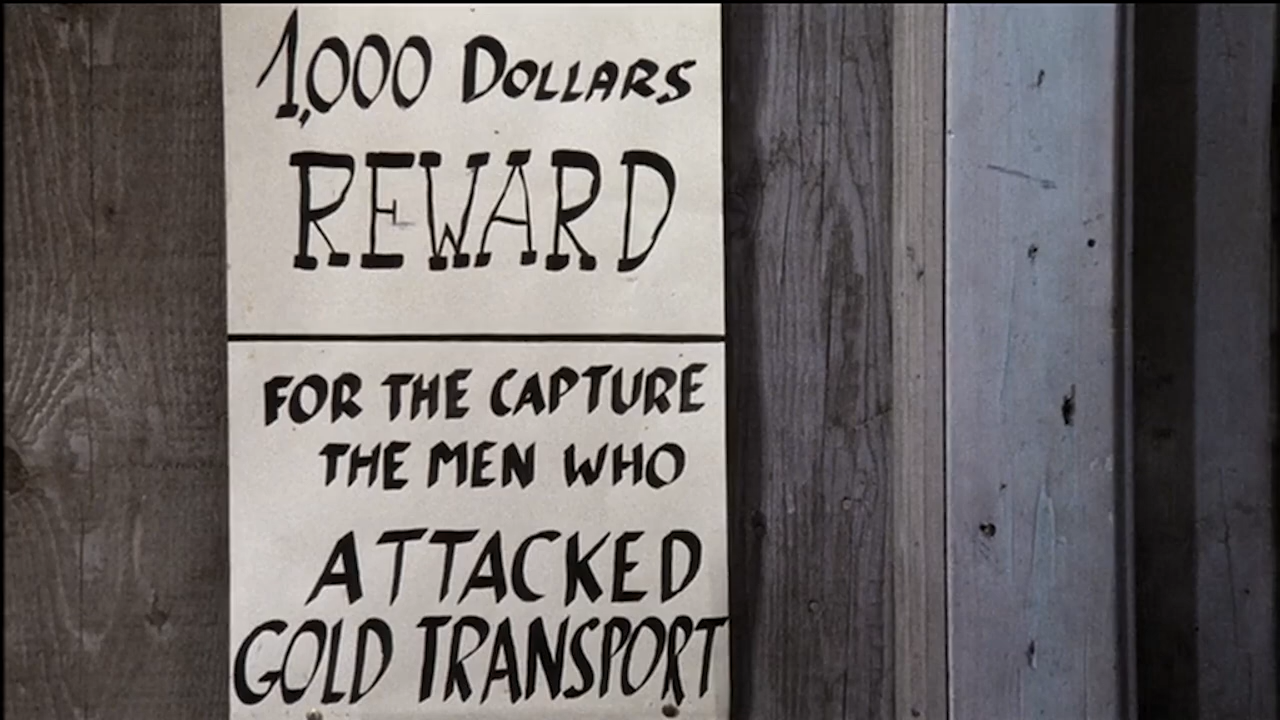 1,000 DOLLARS
REWARD
FOR THE CAPTURE
THE MEN WHO
ATTACKED
GOLD TRANSPORT